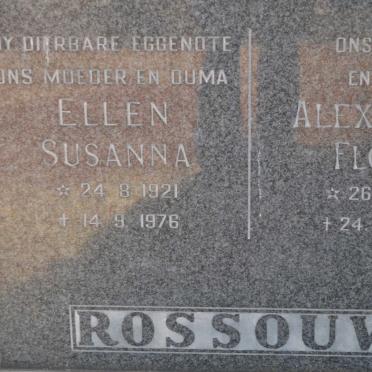 MY DIERBARE EGGENOTE
ONS MOEDER EN OUMA
ELLEN
SUSANNA
☆ 24. 8. 1921
+ 14. 9. 1976
ONS
EN
ALEX
FLO
☆ 26
+ 24.
ROSSOUW